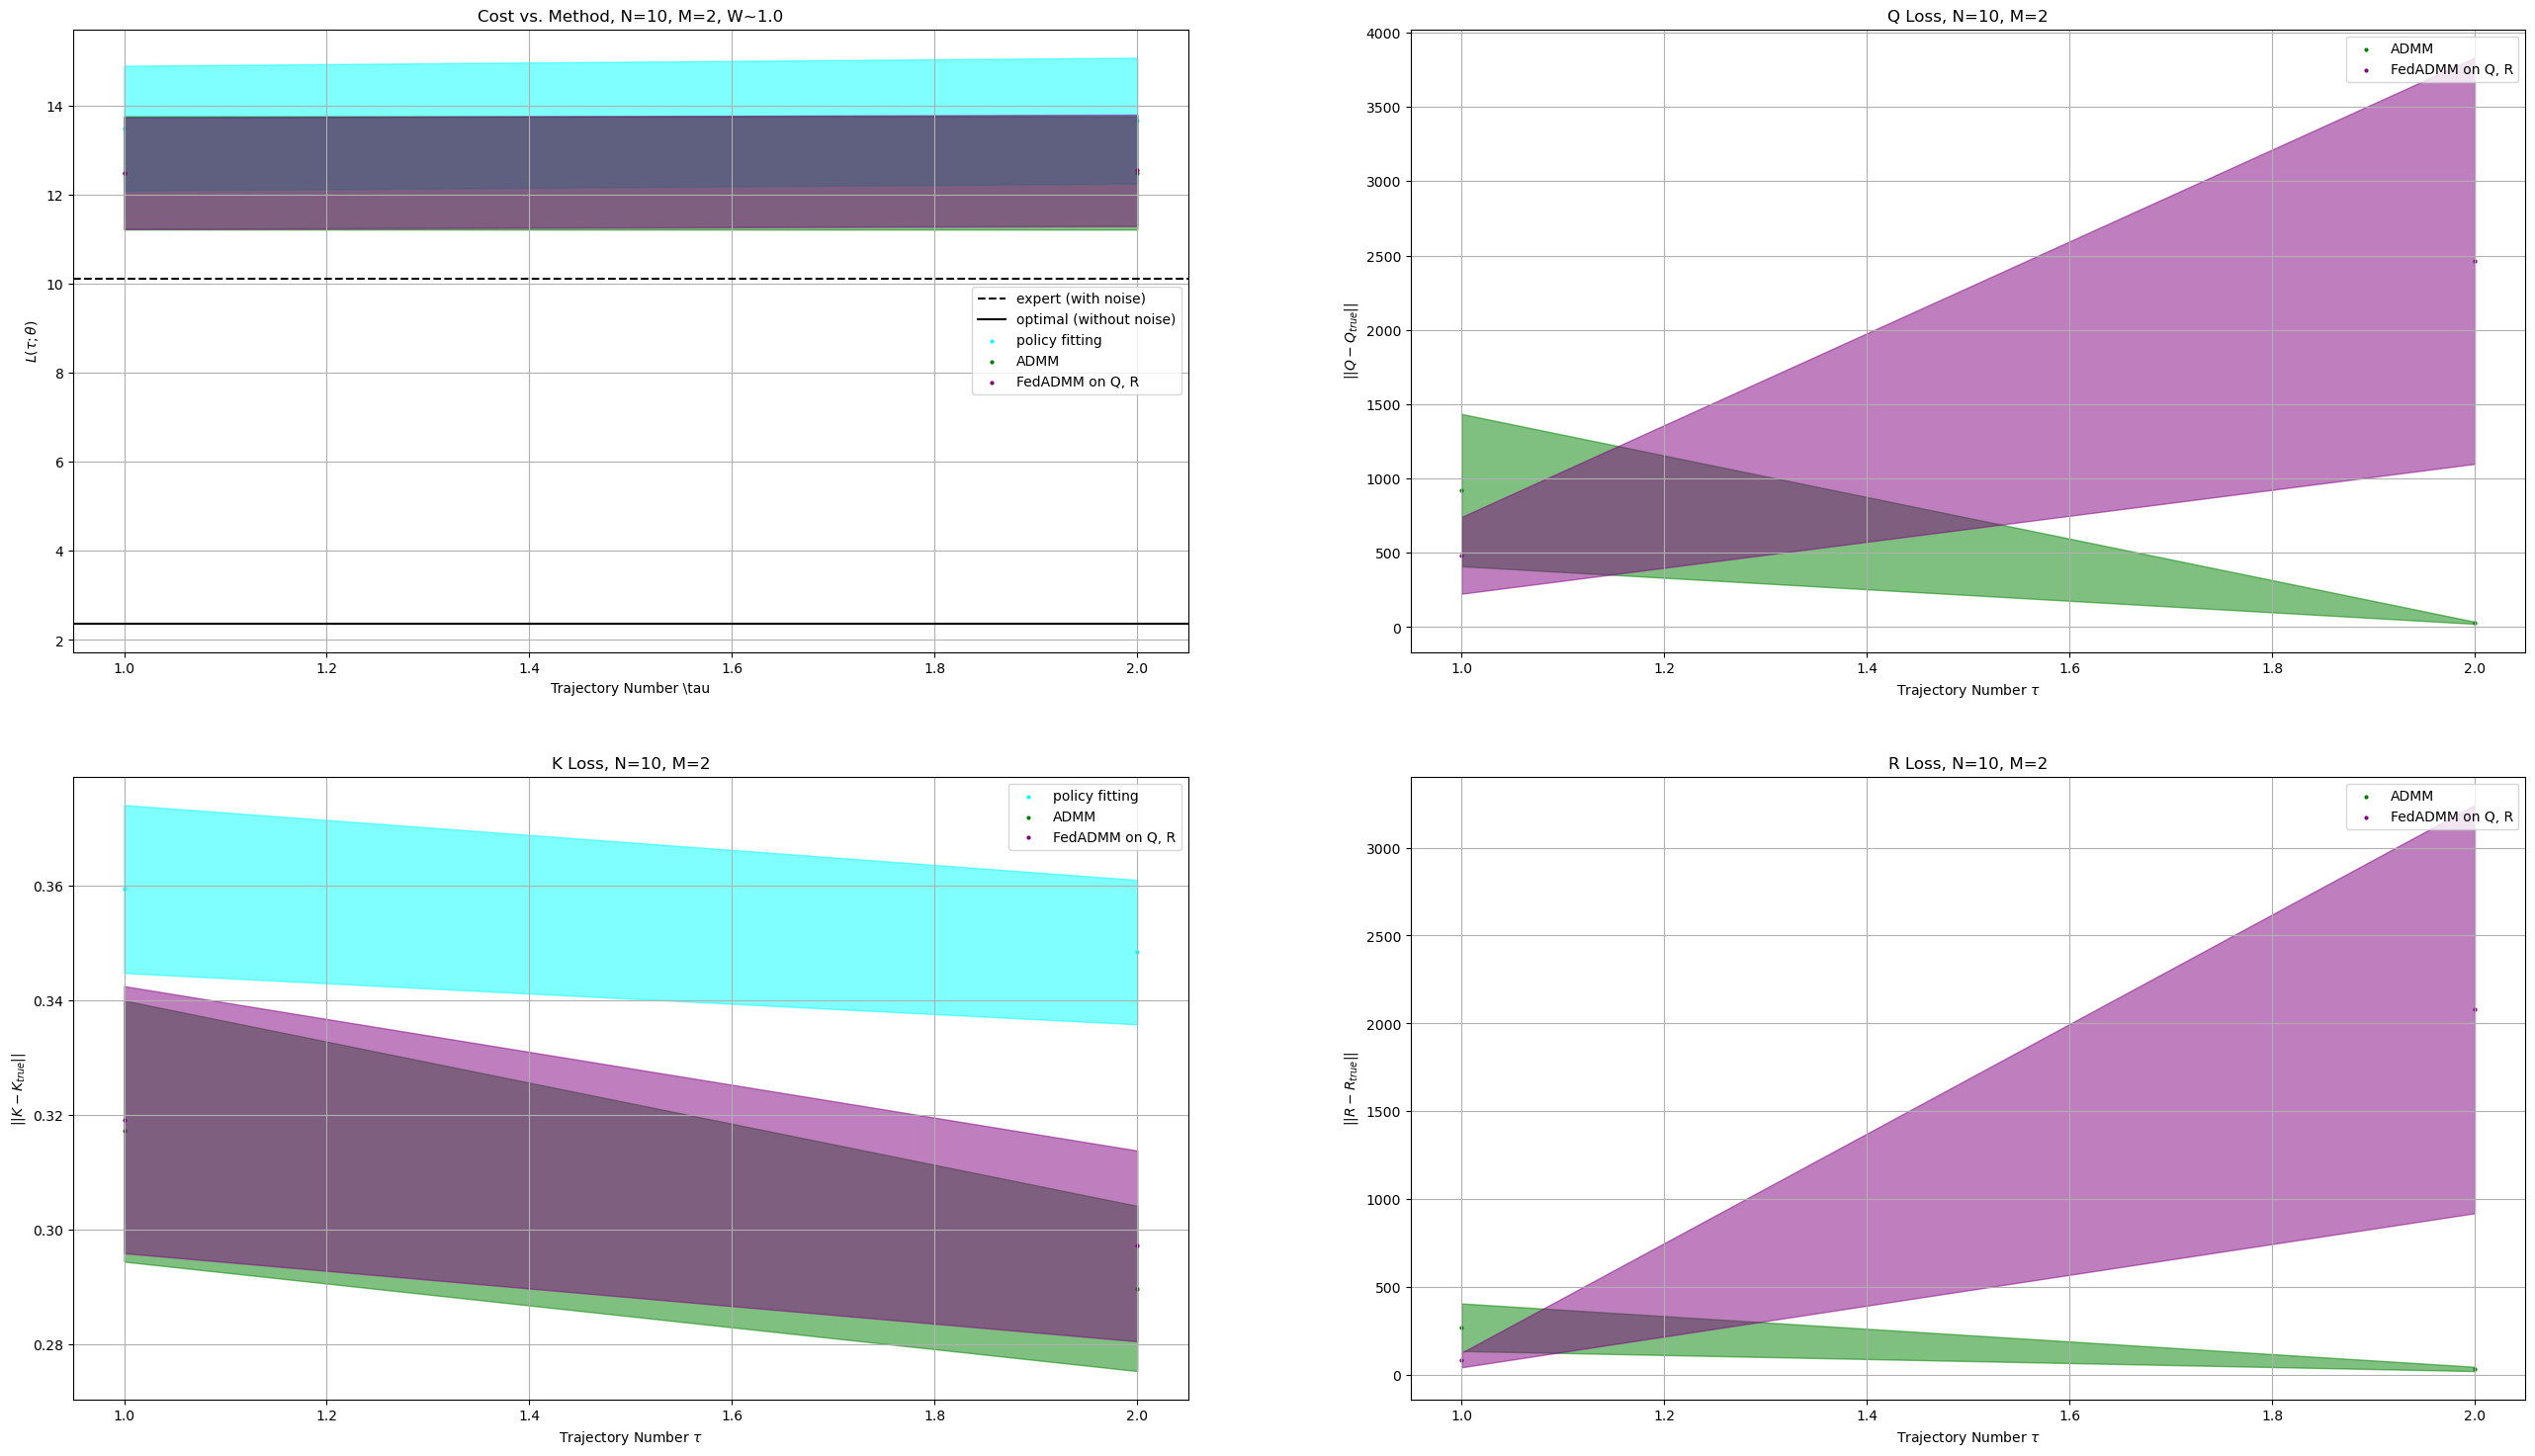 Cost vs. Method, N=10, M=2, W~1.0
14
12
10
8
6
4
2
L(τ; θ)
expert (with noise)
optimal (without noise)
policy fitting
ADMM
FedADMM on Q, R
1.0 1.2 1.4 1.6 1.8 2.0
Trajectory Number \tau
Q Loss, N=10, M=2
4000
3500
3000
2500
2000
1500
1000
500
0
||Q − Q_{true}||
ADMM
FedADMM on Q, R
1.0 1.2 1.4 1.6 1.8 2.0
Trajectory Number τ
K Loss, N=10, M=2
0.36
0.34
0.32
0.30
0.28
||K − K_{true}||
policy fitting
ADMM
FedADMM on Q, R
1.0 1.2 1.4 1.6 1.8 2.0
Trajectory Number τ
R Loss, N=10, M=2
3000
2500
2000
1500
1000
500
0
||R − R_{true}||
ADMM
FedADMM on Q, R
1.0 1.2 1.4 1.6 1.8 2.0
Trajectory Number τ